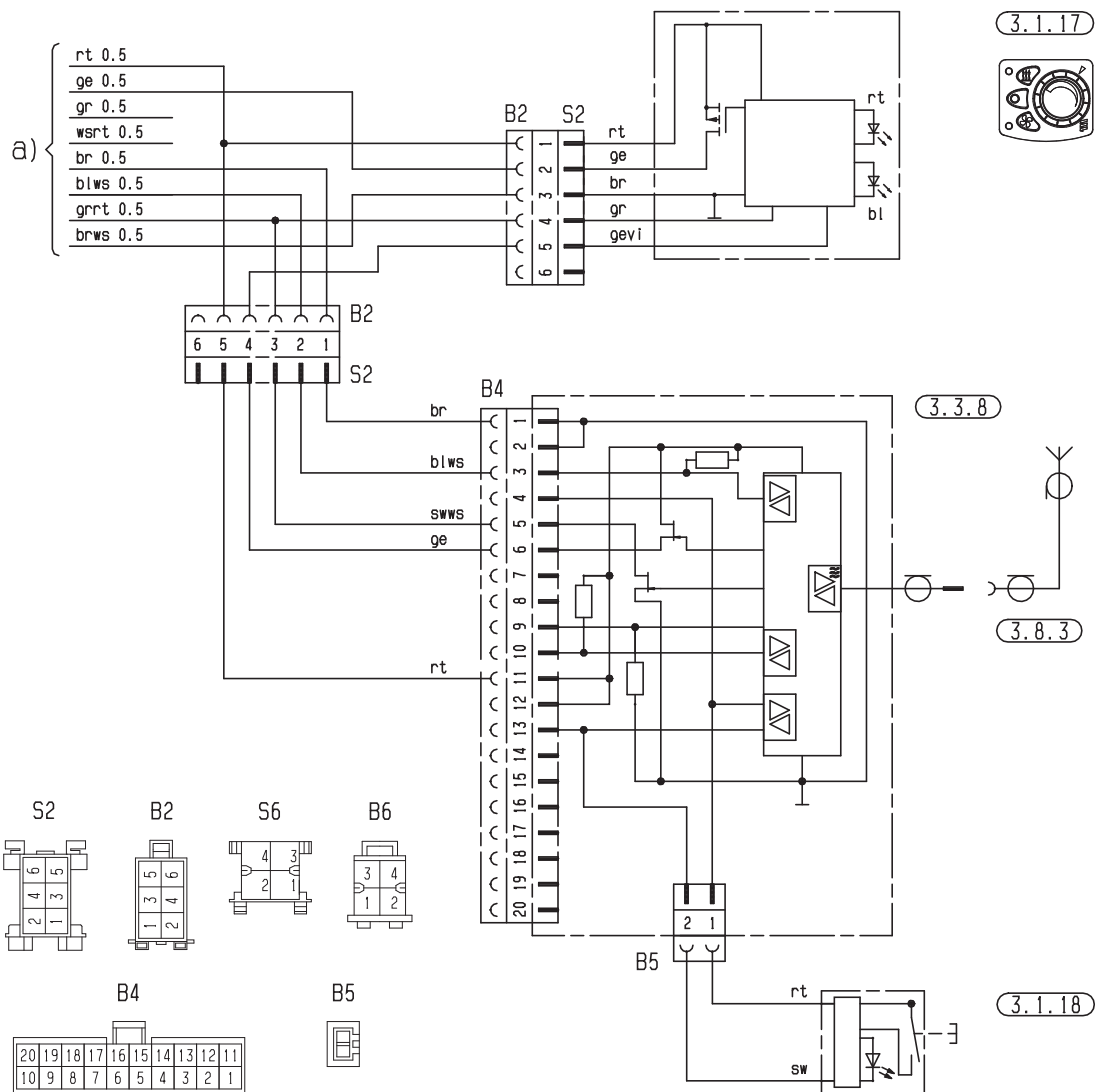 3.1.17
a)
rt 0.5
ge 0.5
gr 0.5
wsrt 0.5
br 0.5
blws 0.5
grrt 0.5
brws 0.5
B2 S2
1
2
3
4
5
6
rt
ge
br
gr
gevi
rt
bl
B2
6 5 4 3 2 1
S2
br
blws
swws
ge
rt
B4
1
2
3
4
5
6
7
8
9
10
11
12
13
14
15
16
17
18
19
20
3.3.8
3.8.3
2 1
B5
rt
sw
3.1.18
S2 B2 S6 B6
6 5
4 3
2 1
5 6
3 4
1 2
4 3
2 1
3 4
1 2
B4 B5
20 19 18 17 16 15 14 13 12 11
10 9 8 7 6 5 4 3 2 1